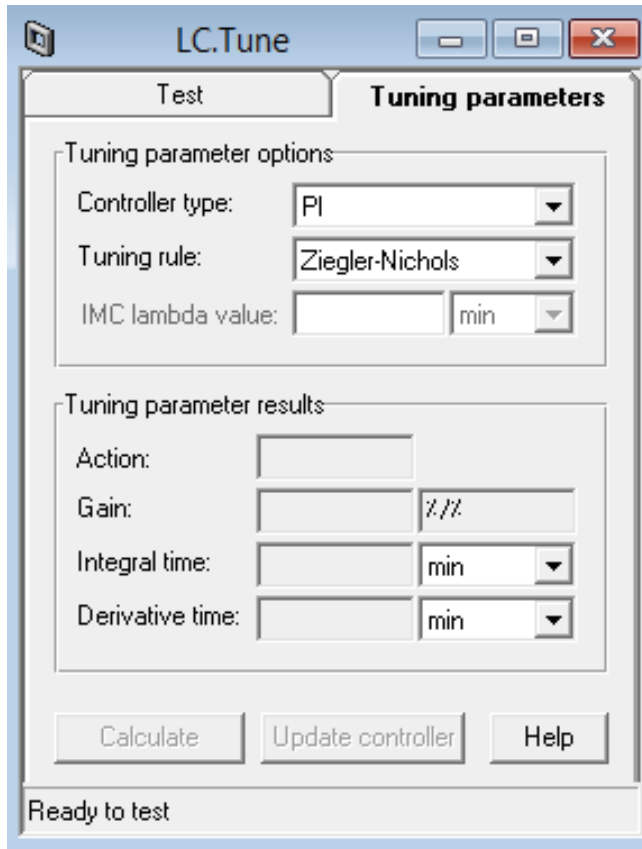 LC.Tune
Test Tuning parameters
Tuning parameter options
Controller type: PI
Tuning rule: Ziegler-Nichols
IMC lambda value: min
Tuning parameter results
Action:
Gain: %/%
Integral time: min
Derivative time: min
Calculate Update controller Help
Ready to test